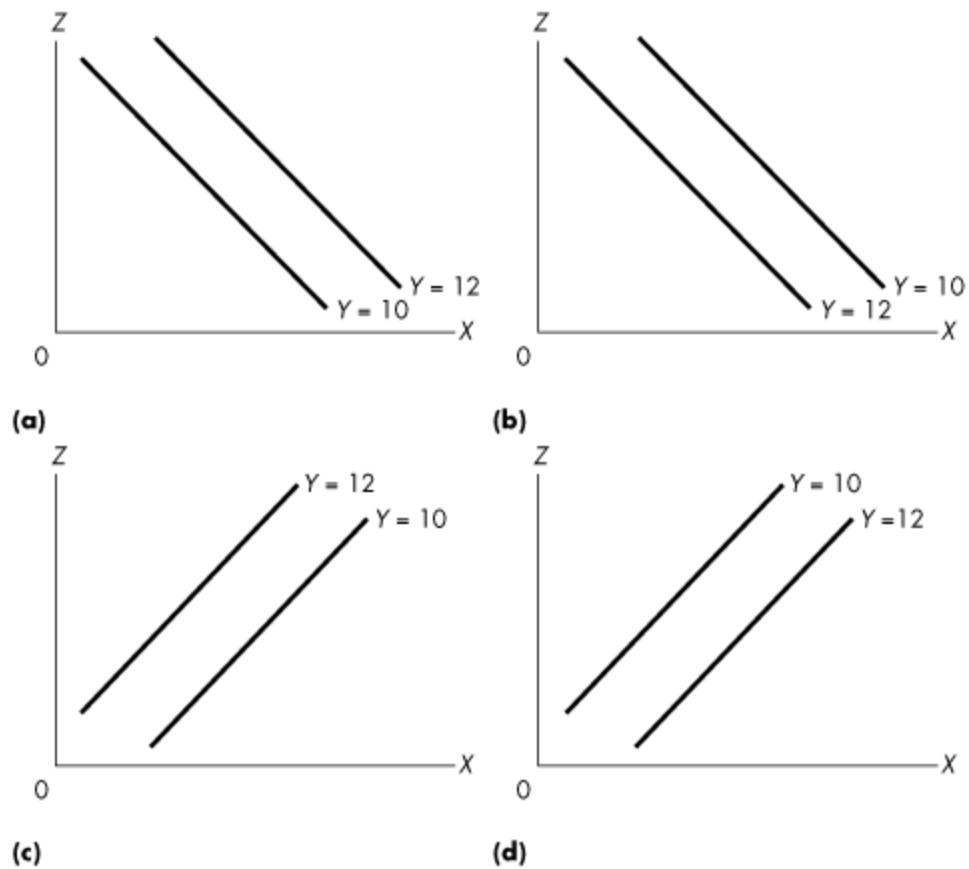 Z
Z
Y = 12
Y = 10
X
0
Y = 10
Y = 12
X
0
(a)
(b)
Z
Z
Y = 12
Y = 10
X
0
Y = 10
Y =12
X
0
(c)
(d)